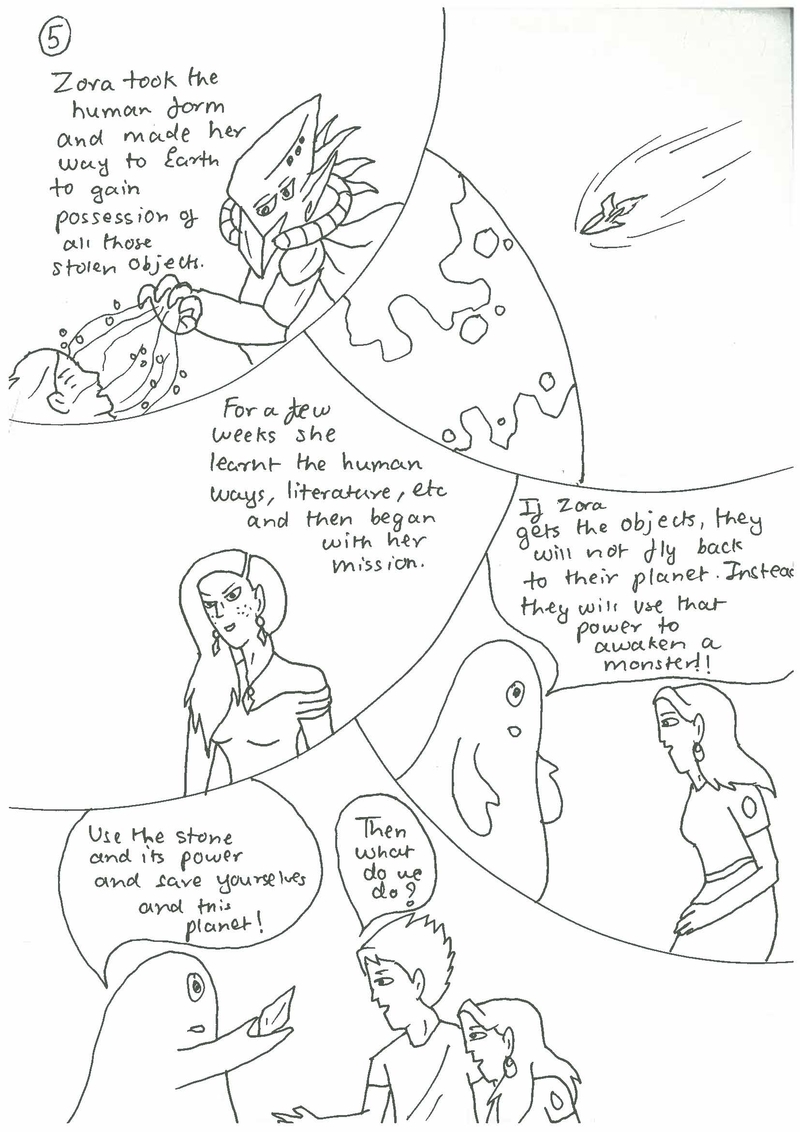 5
Zora took the
human form
and made her
way to Earth
to gain
possession of
all those
stolen objects.
For a few
weeks she
learnt the human
ways, literature, etc
and then began
with her
mission.
If Zora
gets the objects, they
will not fly back
to their planet. Instead
they will use that
power to
awaken a
monster!!
Use the stone
and its power
and save yourselves
and this
planet!
Then
what
do we
do?